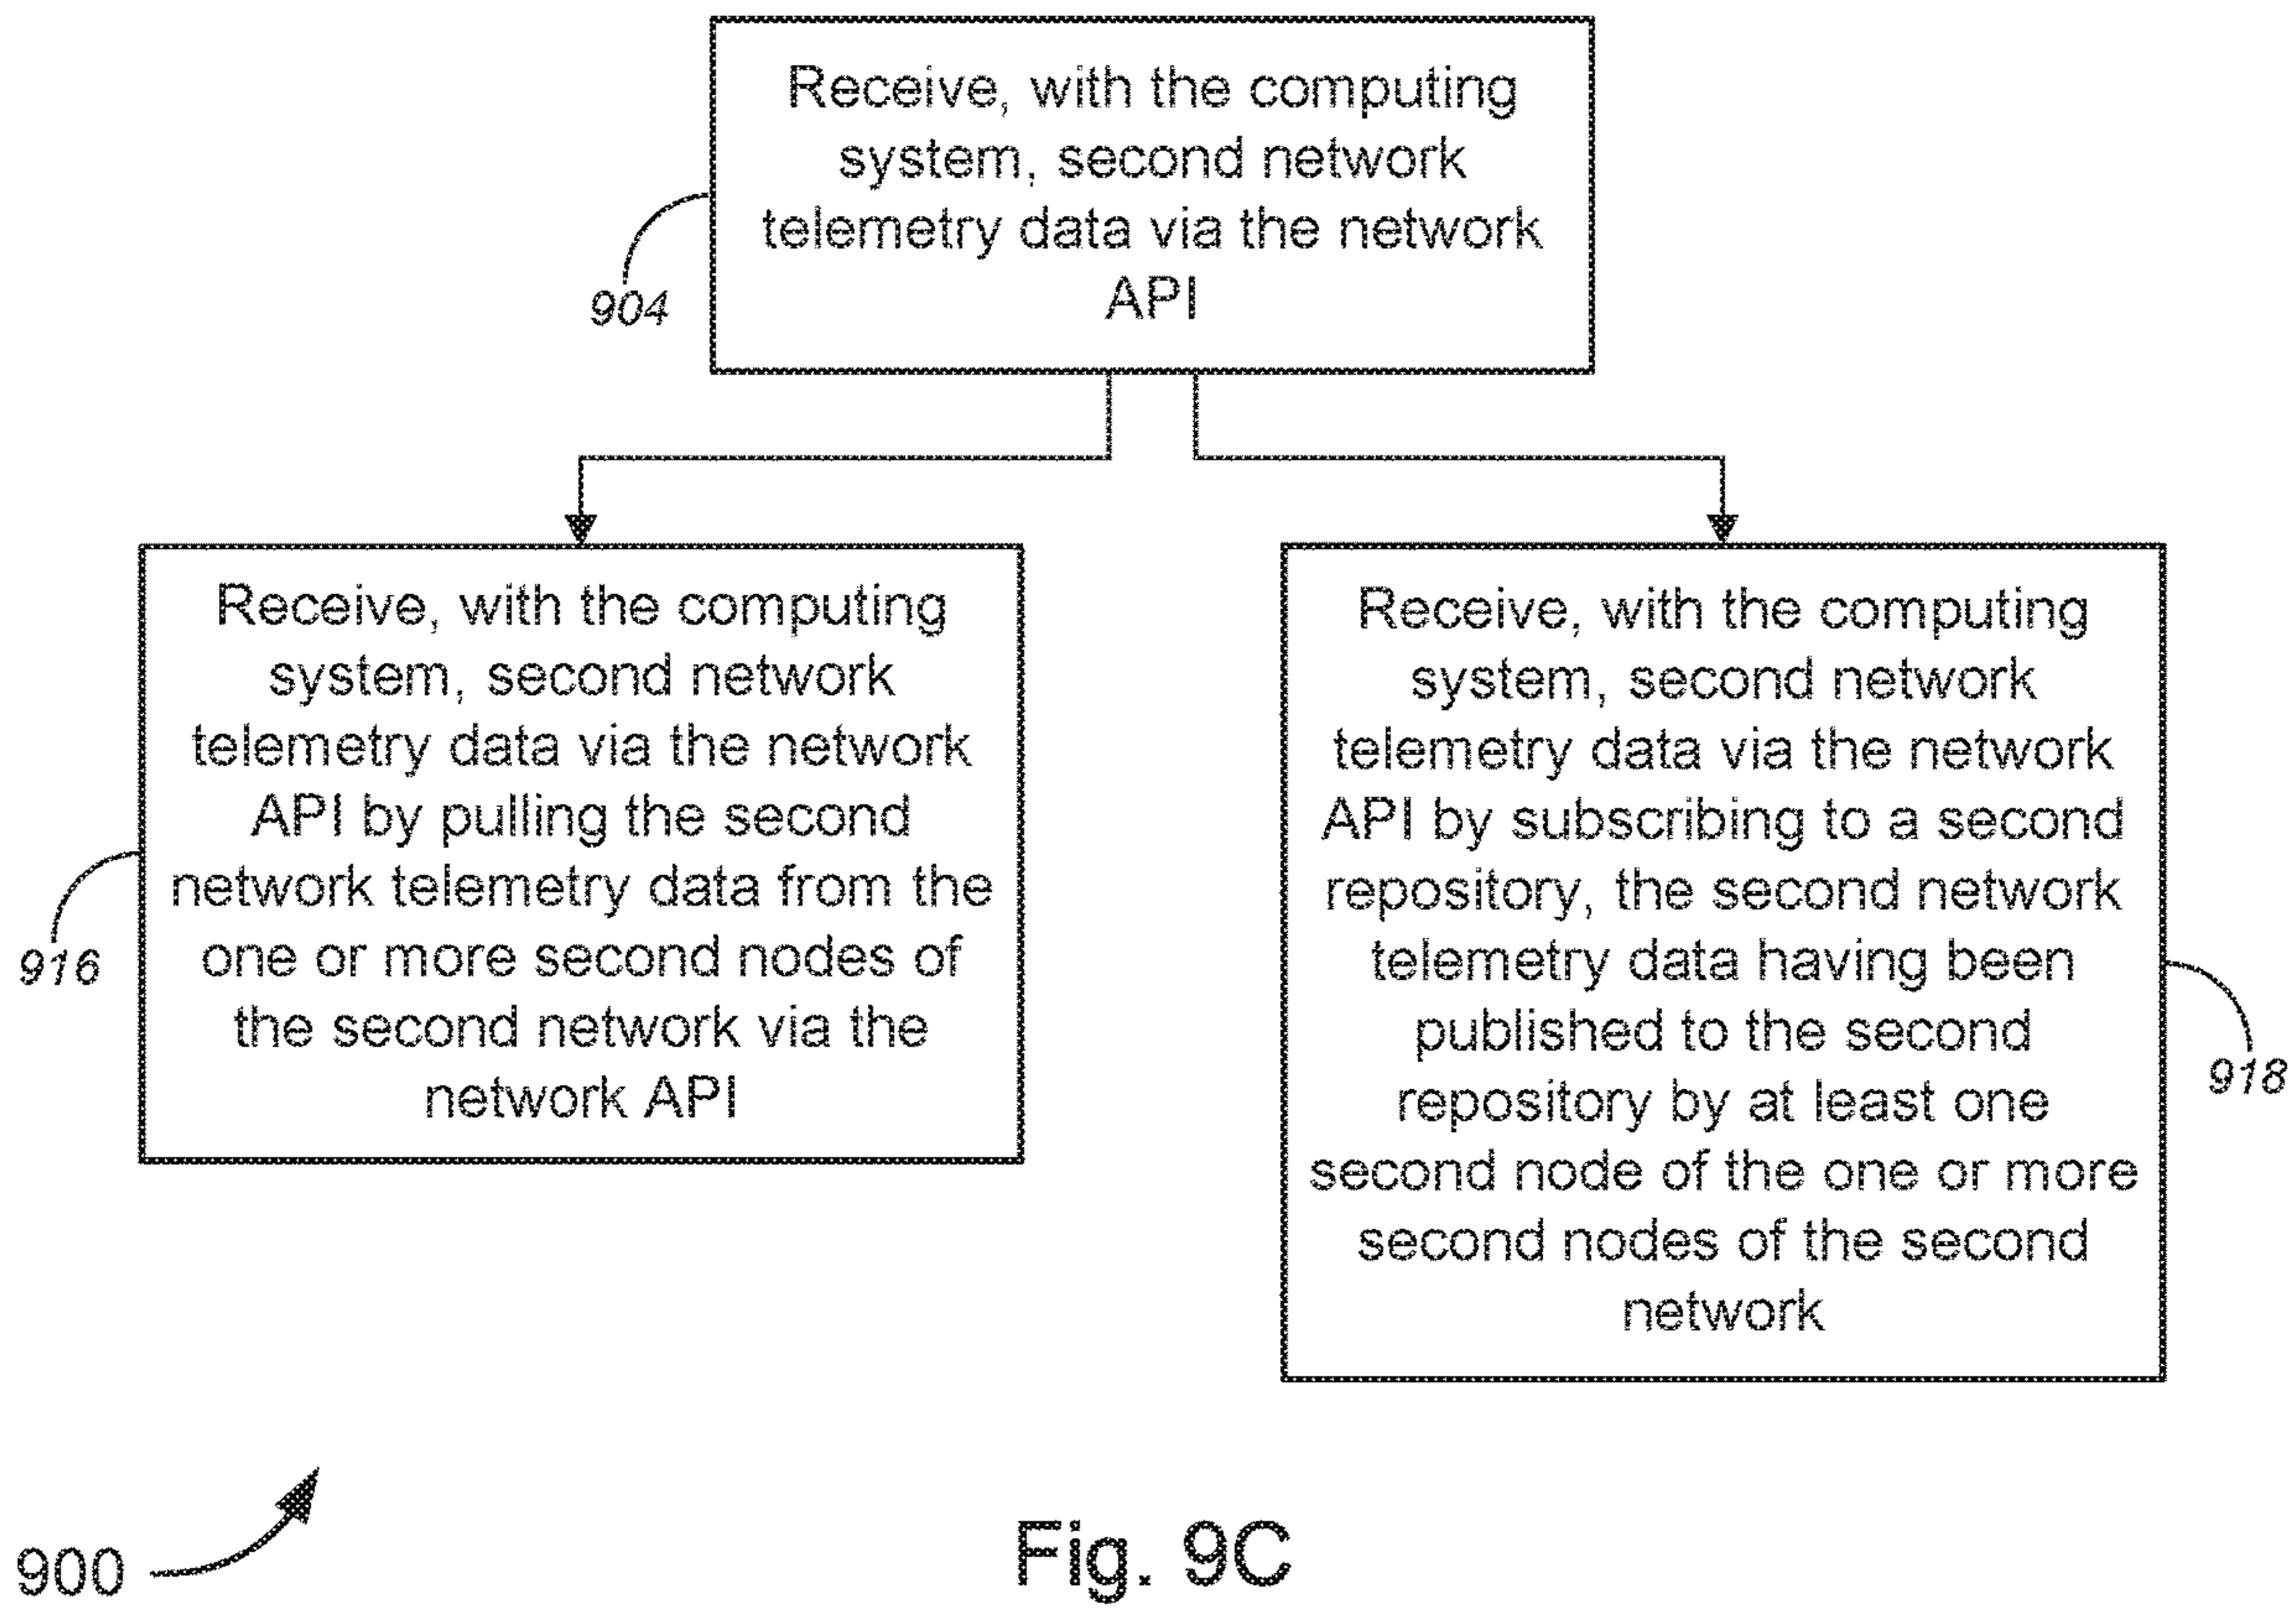 Receive, with the computing
system, second network
telemetry data via the network
API
904
Receive, with the computing
system, second network
telemetry data via the network
API by pulling the second
network telemetry data from the
one or more second nodes of
the second network via the
network API
916
Receive, with the computing
system, second network
telemetry data via the network
API by subscribing to a second
repository, the second network
telemetry data having been
published to the second
repository by at least one
second node of the one or more
second nodes of the second
network
918
900
Fig. 9C